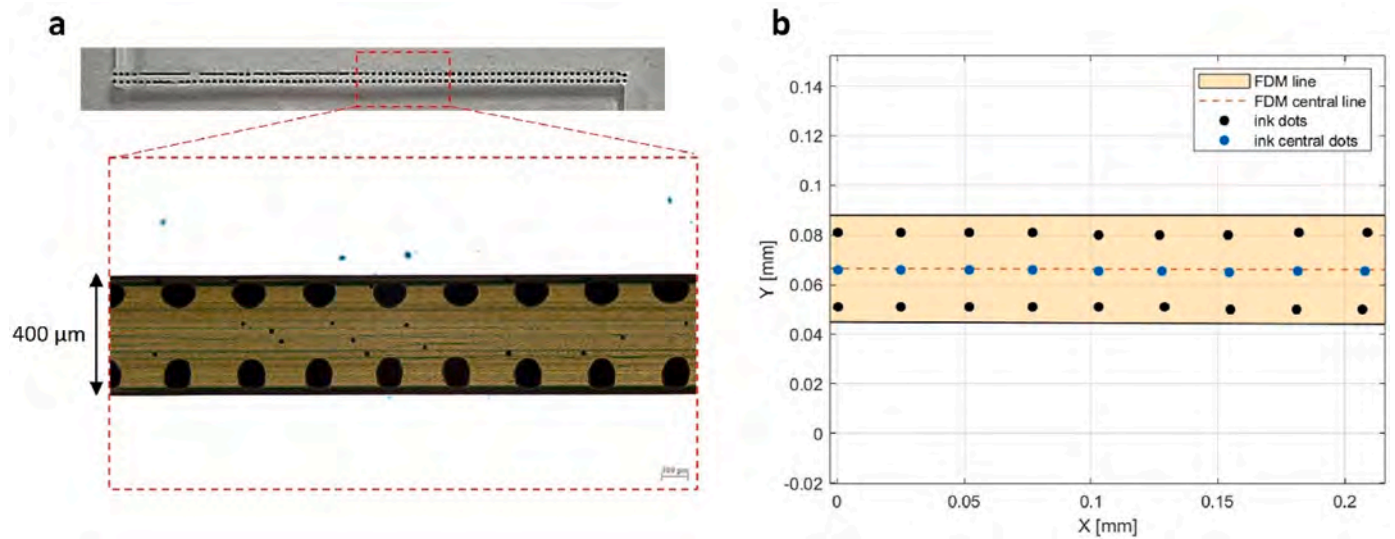 a
400 µm
b
FDM line
FDM central line
ink dots
ink central dots
0.14
0.12
0.1
0.08
0.06
0.04
0.02
0
-0.02
Y [mm]
0
0.05
0.1
0.15
0.2
X [mm]